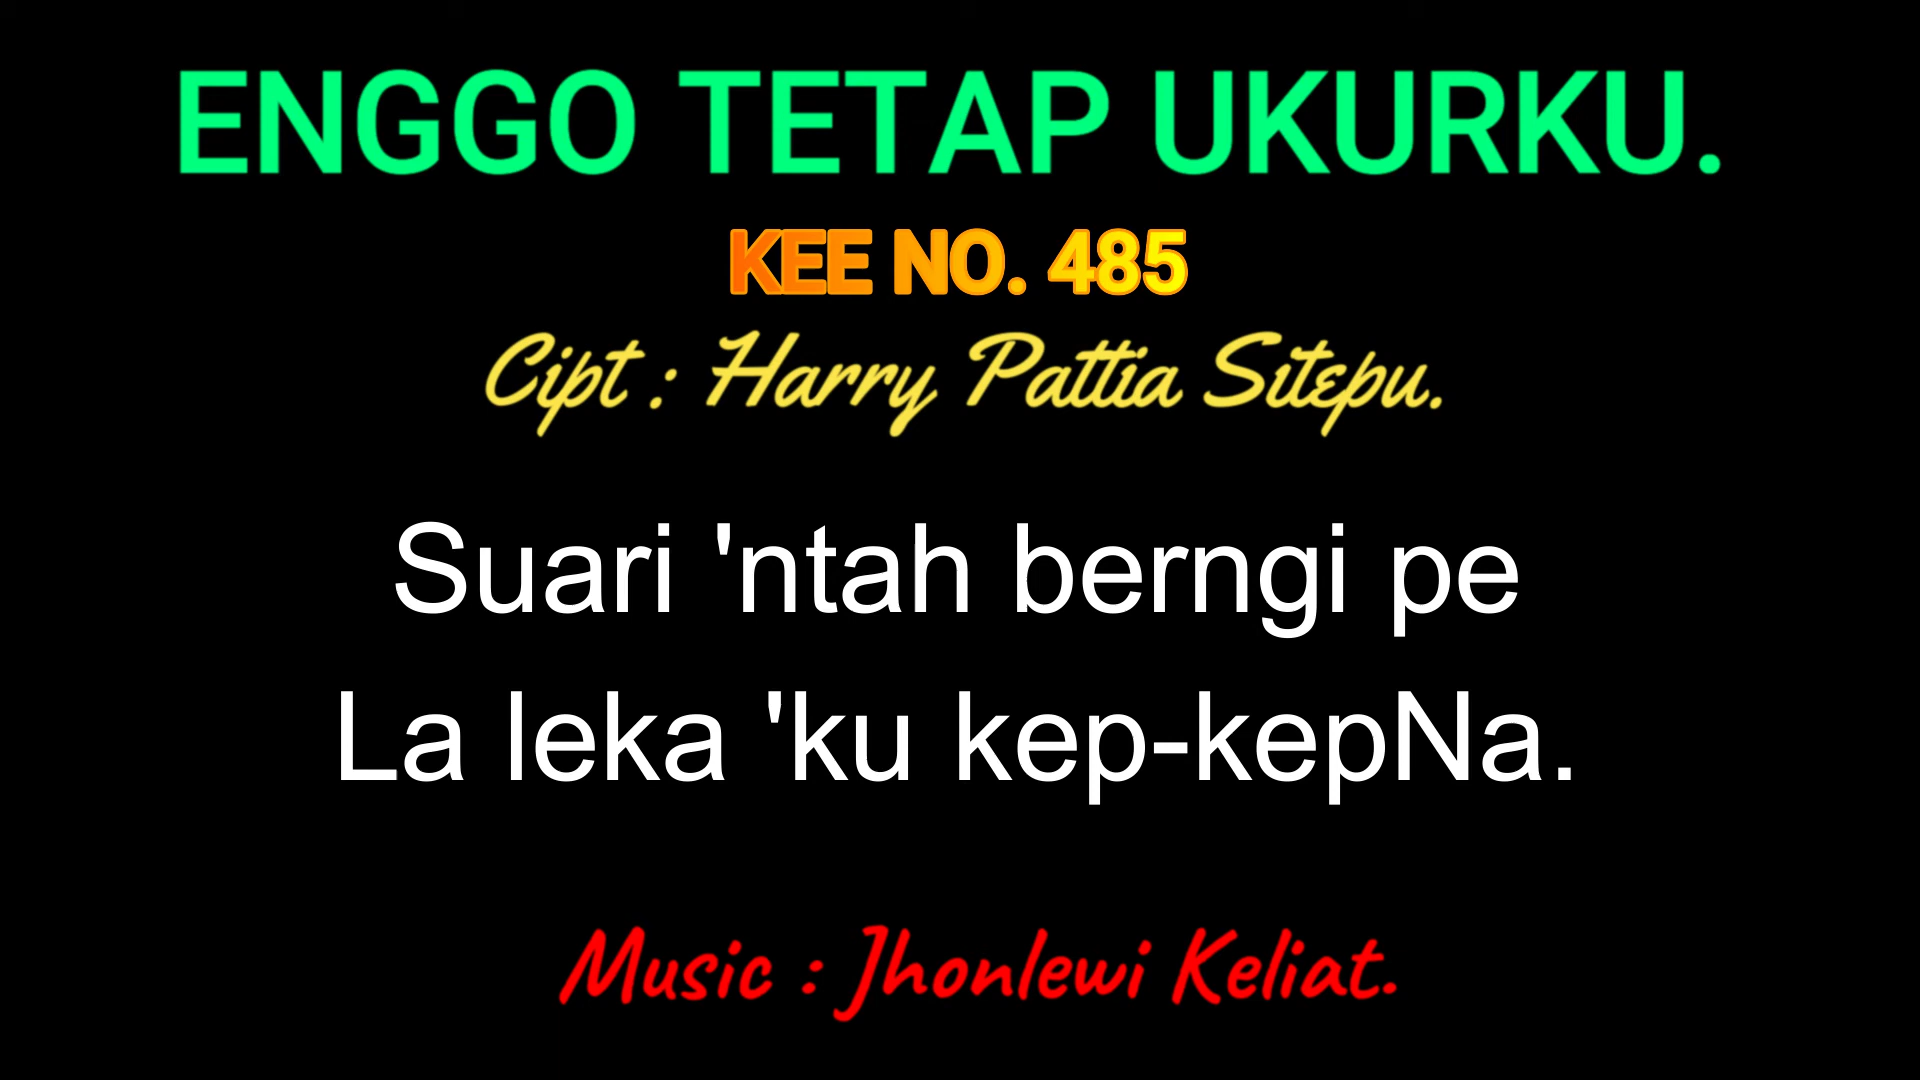 ENGGO TETAP UKURKU.
KEE NO. 485
Cipt : Harry Pattia Sitepu.
Suari 'ntah berngi pe
La leka 'ku kep-kepNa.
Music : Jhonlewi Keliat.